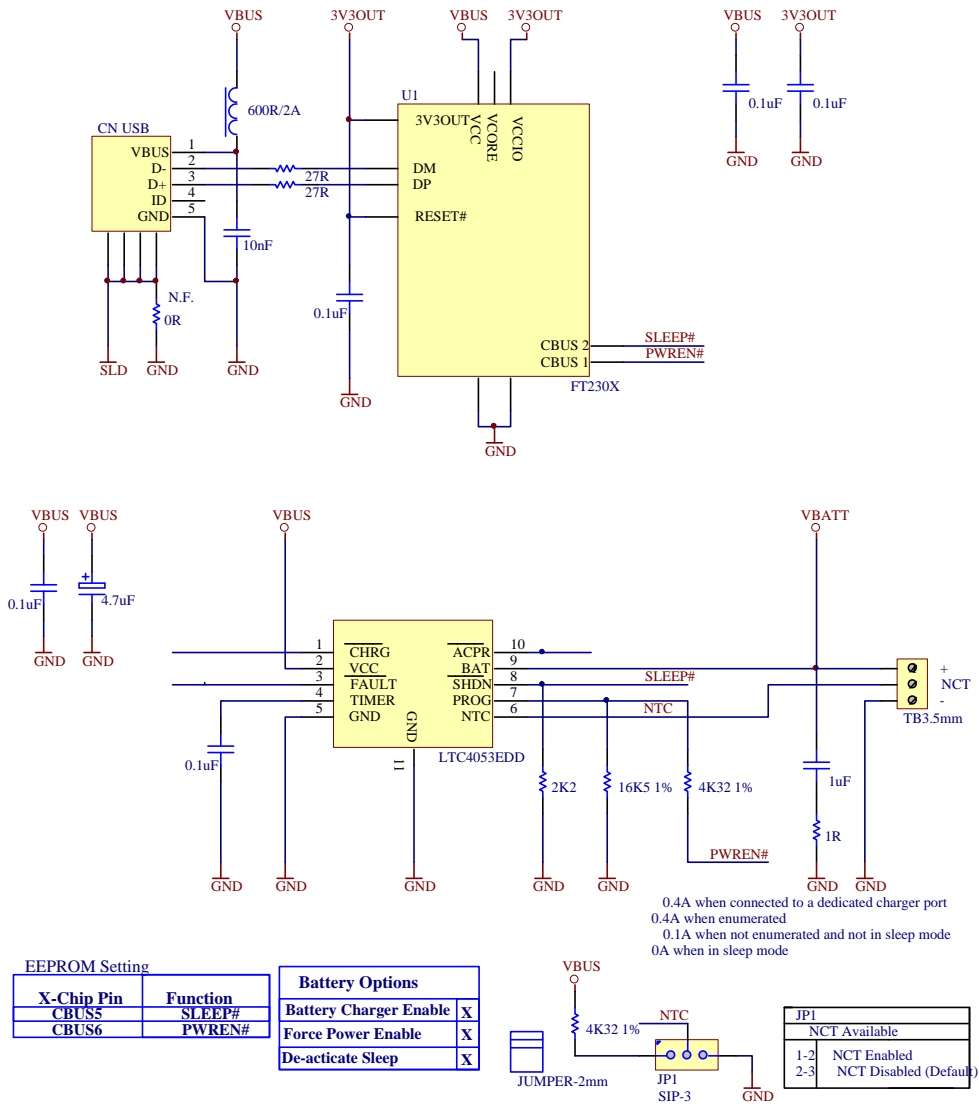 VBUS
3V3OUT
VBUS
3V3OUT
VBUS
3V3OUT
U1
600R/2A
0.1uF
0.1uF
CN USB
3V3OUT
VCC
VCORE
VCCIO
GND
GND
VBUS
1
D-
2
D+
3
ID
4
GND
5
27R
27R
DM
DP
RESET#
10nF
N.F.
0R
0.1uF
CBUS 2
SLEEP#
CBUS 1
PWREN#
SLD
GND
GND
FT230X
GND
GND
VBUS
VBUS
VBUS
VBATT
0.1uF
4.7uF
GND
GND
1
CHRG
ACPR
10
2
VCC
BAT
9
3
FAULT
SHDN
8
SLEEP#
4
TIMER
PROG
7
5
GND
NTC
6
NTC
GND
11
LTC4053EDD
+
NCT
-
TB3.5mm
0.1uF
2K2
16K5 1%
4K32 1%
1uF
1R
PWREN#
GND
GND
GND
GND
GND
GND
GND
0.4A when connected to a dedicated charger port
0.4A when enumerated
0.1A when not enumerated and not in sleep mode
0A when in sleep mode
EEPROM Setting
X-Chip Pin Function
CBUS5 SLEEP#
CBUS6 PWREN#
Battery Options
Battery Charger Enable X
Force Power Enable X
De-acticate Sleep X
VBUS
4K32 1%
NTC
JUMPER-2mm
JP1
SIP-3
GND
JP1
NCT Available
1-2 NCT Enabled
2-3 NCT Disabled (Default)